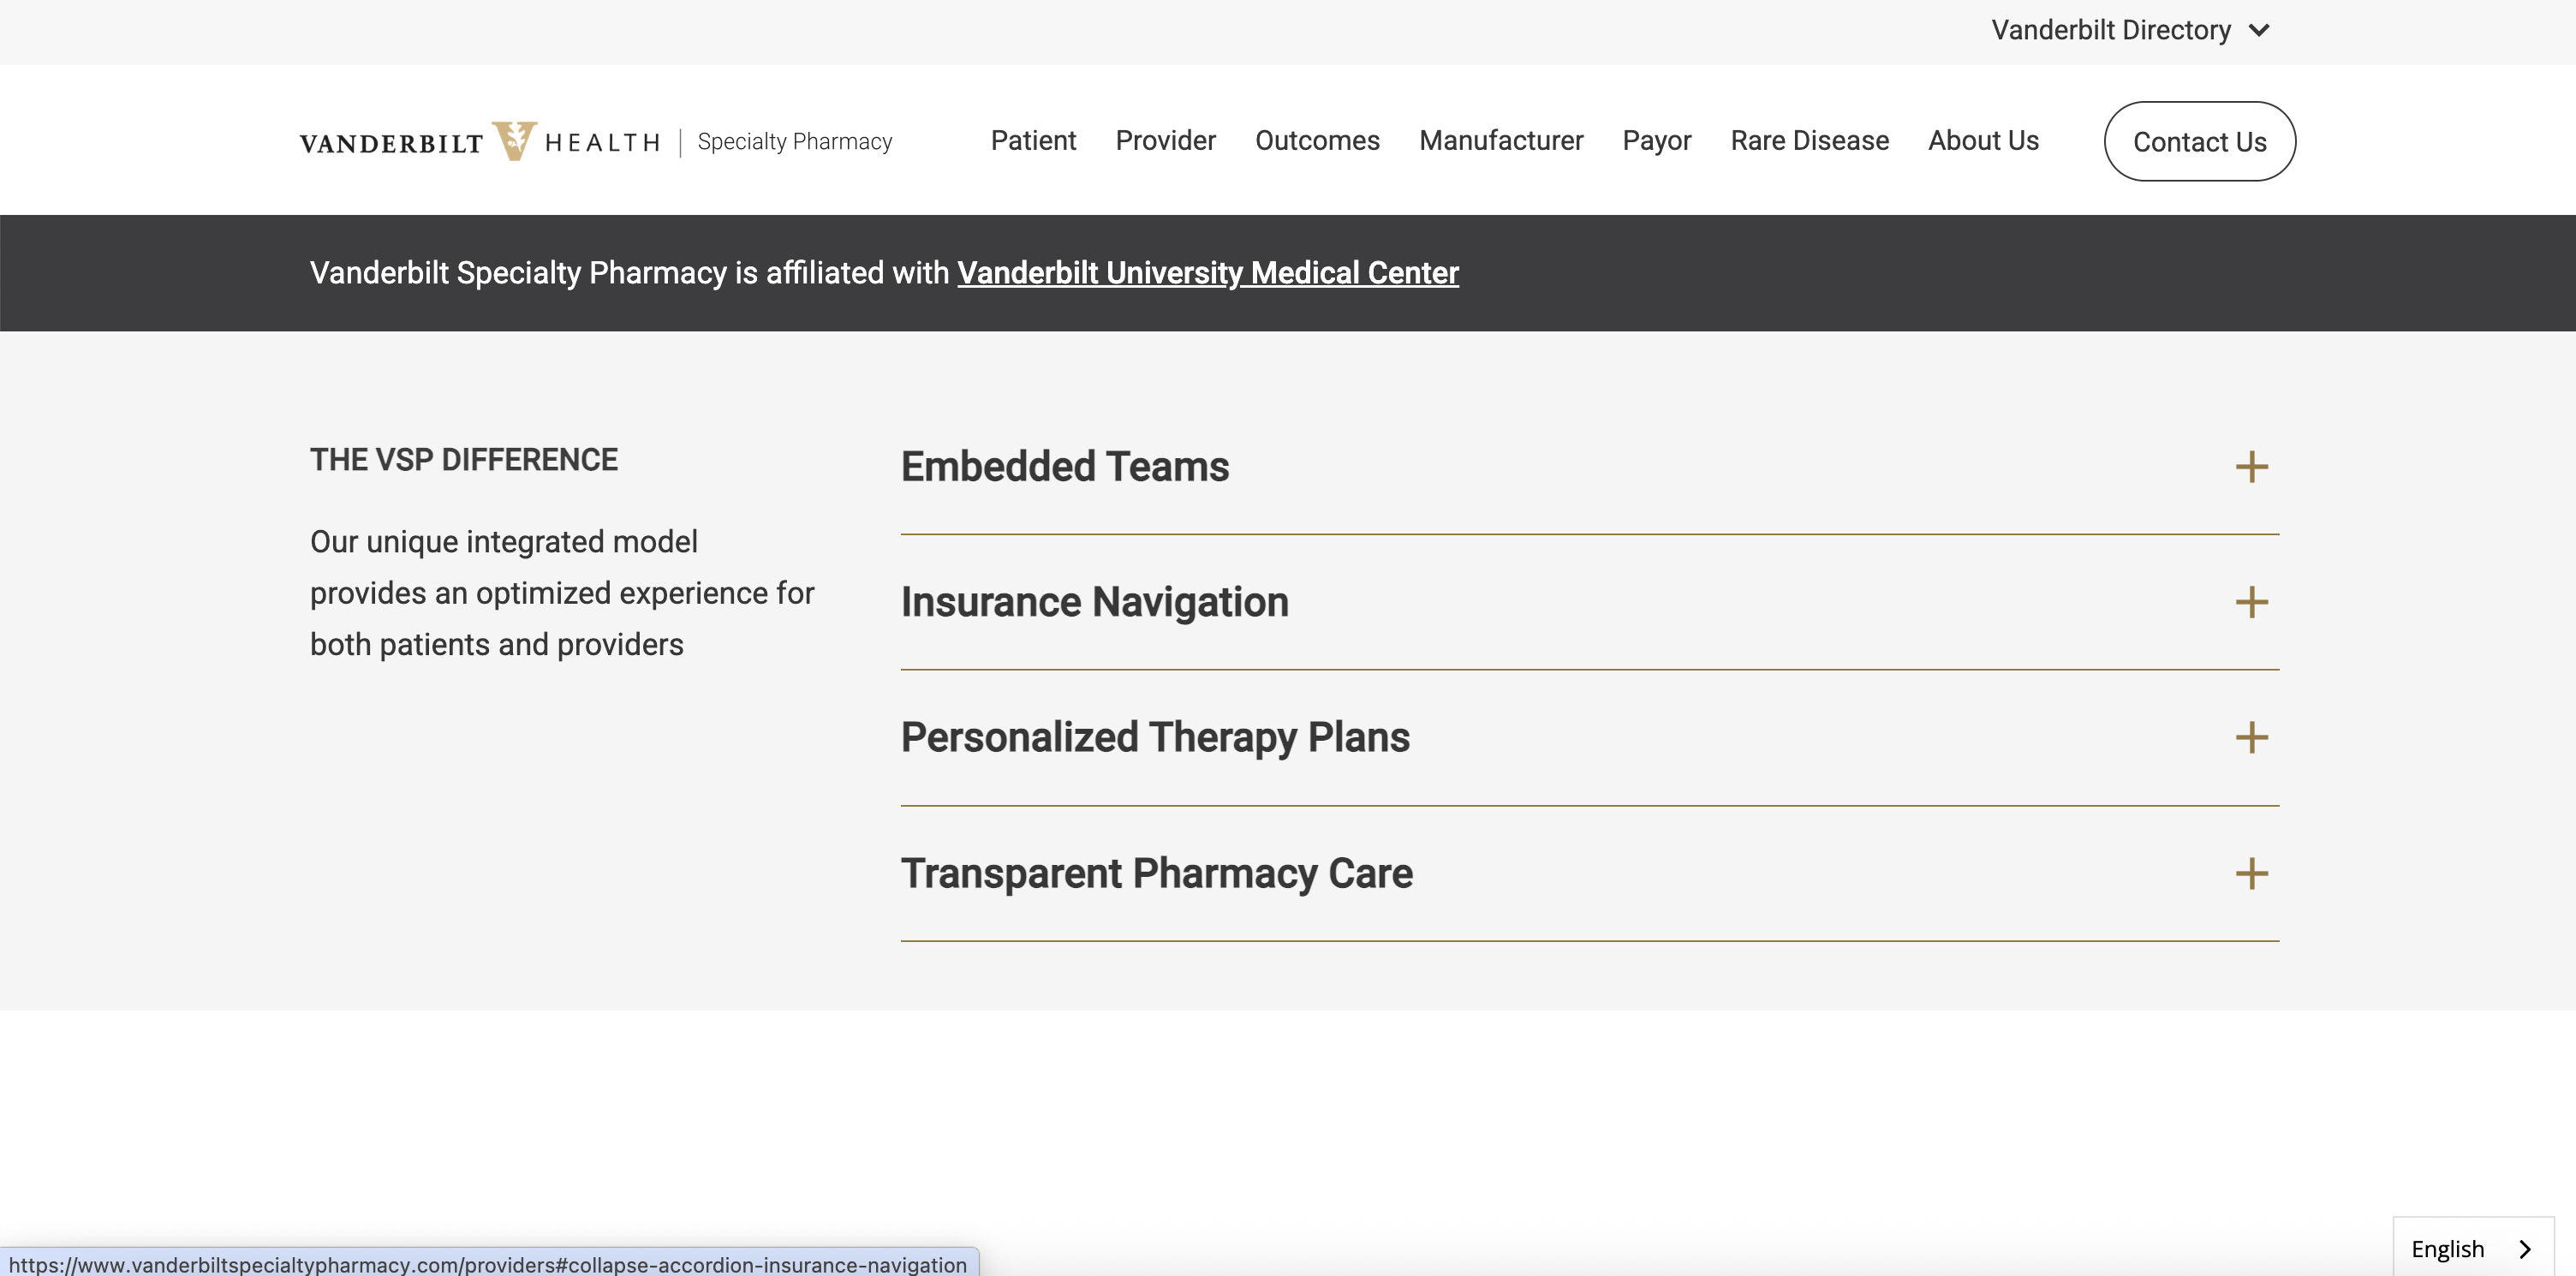 Vanderbilt Directory
VANDERBILT V HEALTH | Specialty Pharmacy
Patient Provider Outcomes Manufacturer Payor Rare Disease About Us Contact Us
Vanderbilt Specialty Pharmacy is affiliated with Vanderbilt University Medical Center
THE VSP DIFFERENCE
Our unique integrated model
provides an optimized experience for
both patients and providers
Embedded Teams
Insurance Navigation
Personalized Therapy Plans
Transparent Pharmacy Care
English
https://www.vanderbiltspecialtypharmacy.com/providers#collapse-accordion-insurance-navigation